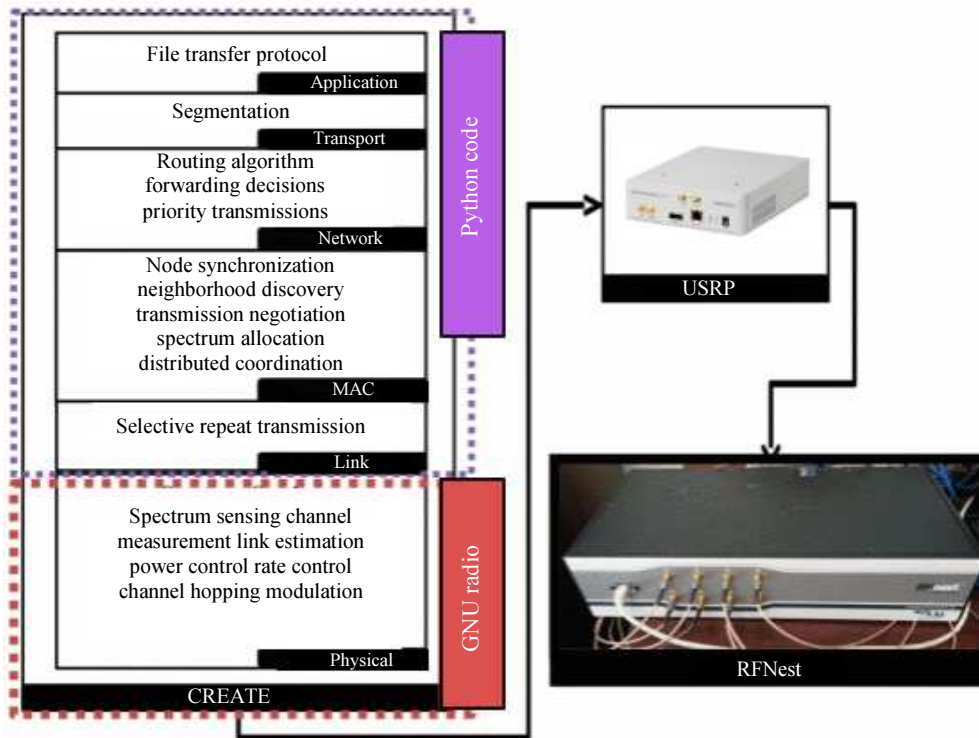 File transfer protocol
Application
Segmentation
Transport
Routing algorithm
forwarding decisions
priority transmissions
Network
Node synchronization
neighborhood discovery
transmission negotiation
spectrum allocation
distributed coordination
MAC
Selective repeat transmission
Link
Python code
Spectrum sensing channel
measurement link estimation
power control rate control
channel hopping modulation
Physical
GNU radio
CREATE
USRP
RFNest